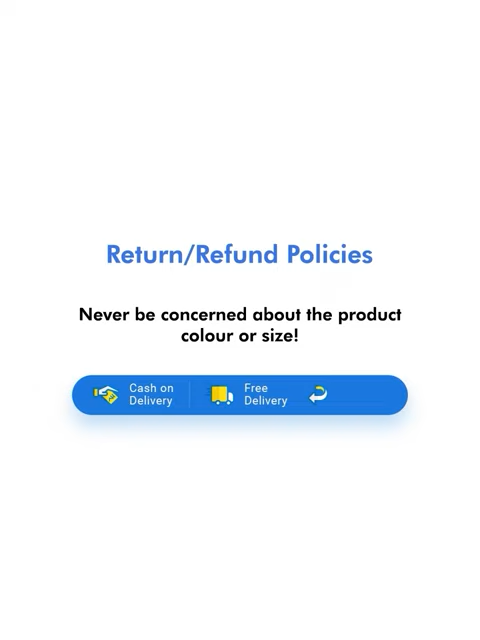 Return/Refund Policies
Never be concerned about the product
colour or size!
Cash on
Delivery
Free
Delivery